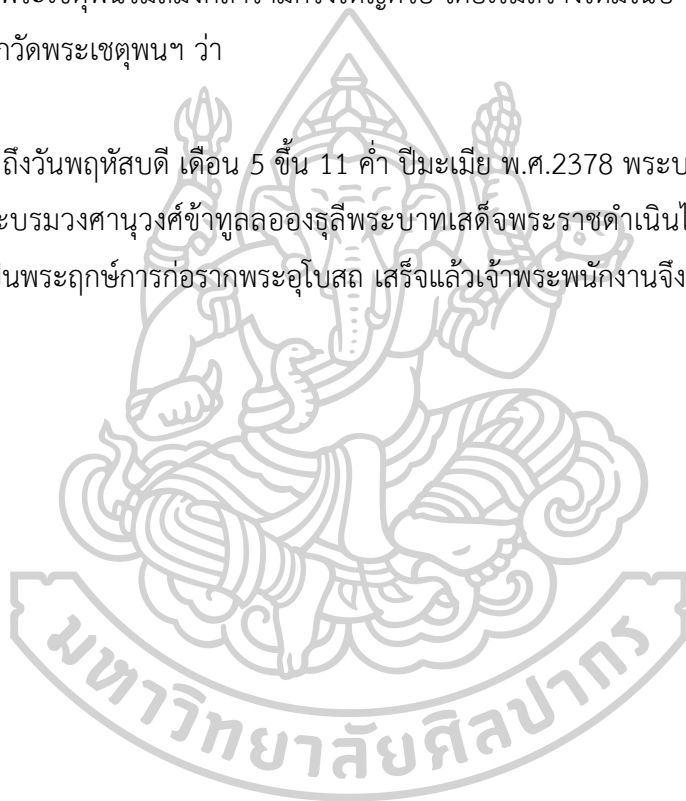 กวัดพระเชตุพนฯ ว่า
ถึงวันพฤหัสบดี เดือน 5 ขึ้น 11 ค่ำ ปีมะเมีย พ.ศ.2378 พระบ
ะบรมวงศานุวงศ์ข้าทูลลอองธุลีพระบาทเสด็จพระราชดำเนินไ
ป็นพระฤกษ์การก่อรากพระอุโบสถ เสร็จแล้วเจ้าพระพนักงานจึง
มหาวิทยาลัยศิลปากร